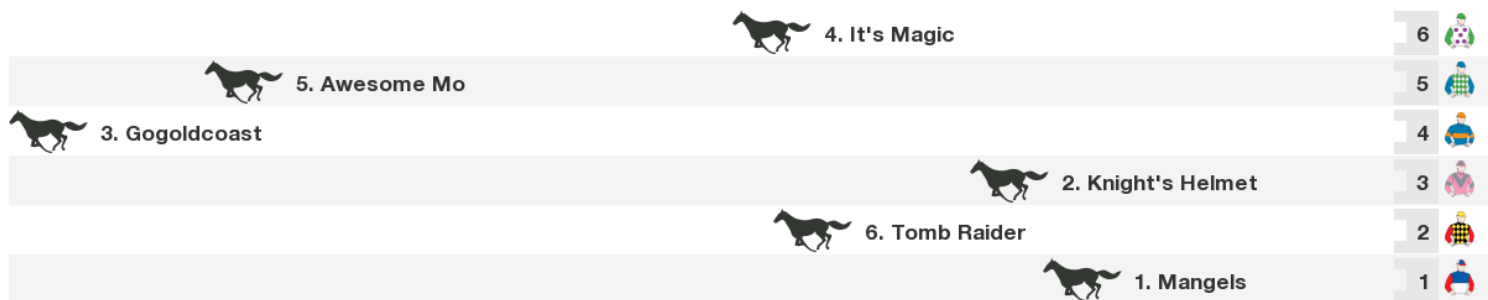 4. It's Magic 6
5. Awesome Mo 5
3. Gogoldcoast 4
2. Knight's Helmet 3
6. Tomb Raider 2
1. Mangels 1